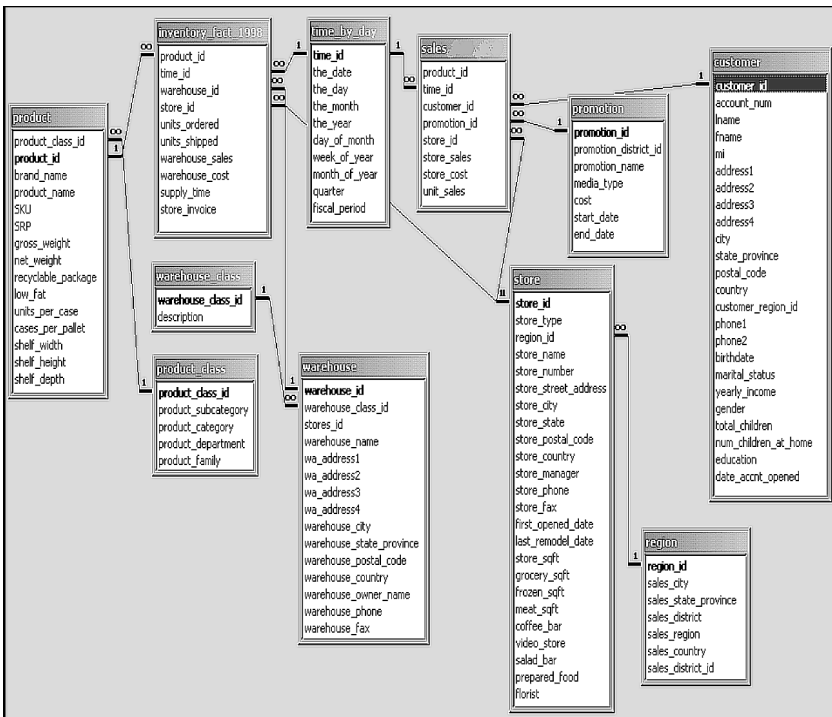 inventory_fact_1998
product_id
time_id
warehouse_id
store_id
units_ordered
units_shipped
warehouse_sales
warehouse_cost
supply_time
store_invoice
time_by_day
time_id
the_date
the_day
the_month
the_year
day_of_month
week_of_year
month_of_year
quarter
fiscal_period
sales
product_id
time_id
customer_id
promotion_id
store_id
store_sales
store_cost
unit_sales
customer
customer_id
account_num
lname
fname
mi
address1
address2
address3
address4
city
state_province
postal_code
country
customer_region_id
phone1
phone2
birthdate
marital_status
yearly_income
gender
total_children
num_children_at_home
education
date_accnt_opened
promotion
promotion_id
promotion_district_id
promotion_name
media_type
cost
start_date
end_date
product
product_class_id
product_id
brand_name
product_name
SKU
SRP
gross_weight
net_weight
recyclable_package
low_fat
units_per_case
cases_per_pallet
shelf_width
shelf_height
shelf_depth
warehouse_class
warehouse_class_id
description
product_class
product_class_id
product_subcategory
product_category
product_department
product_family
warehouse
warehouse_id
warehouse_class_id
stores_id
warehouse_name
wa_address1
wa_address2
wa_address3
wa_address4
warehouse_city
warehouse_state_province
warehouse_postal_code
warehouse_country
warehouse_owner_name
warehouse_phone
warehouse_fax
store
store_id
store_type
region_id
store_name
store_number
store_street_address
store_city
store_state
store_postal_code
store_country
store_manager
store_phone
store_fax
first_opened_date
last_remodel_date
store_sqft
grocery_sqft
frozen_sqft
meat_sqft
coffee_bar
video_store
salad_bar
prepared_food
florist
region
region_id
sales_city
sales_state_province
sales_district
sales_region
sales_country
sales_district_id